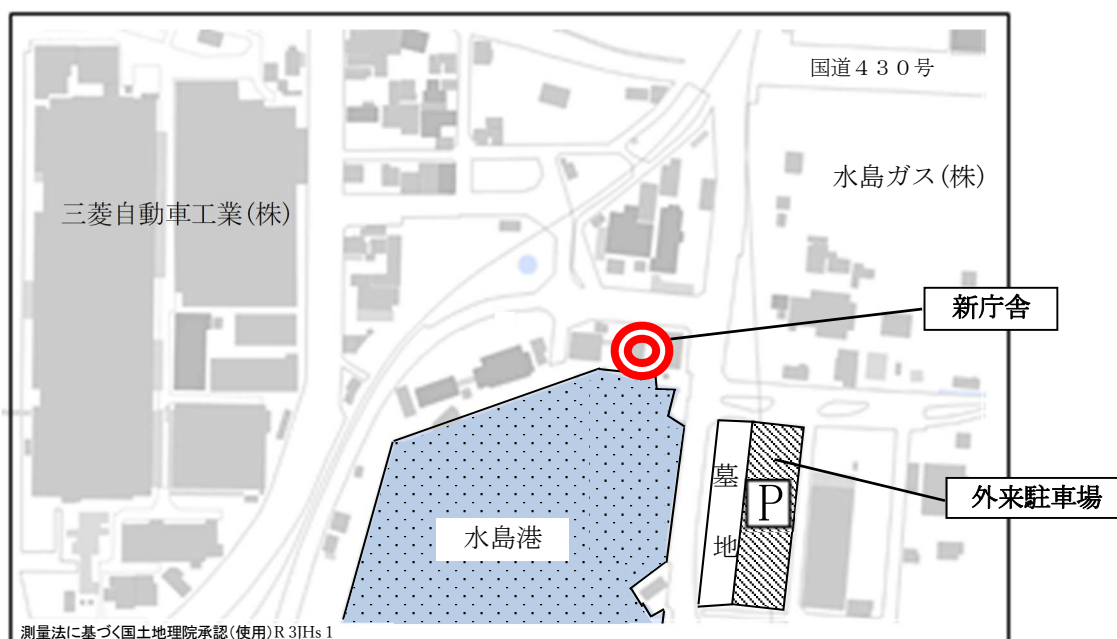 国道４３０号
水島ガス(株)
三菱自動車工業(株)
新庁舎
墓地
P
外来駐車場
水島港
測量法に基づく国土地理院承認(使用)R 3JHs 1